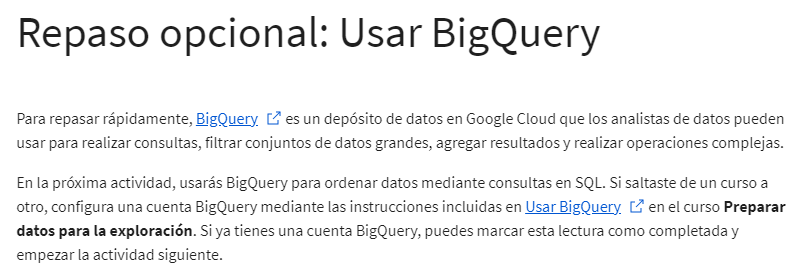 Repaso opcional: Usar BigQuery
Para repasar rápidamente, BigQuery es un depósito de datos en Google Cloud que los analistas de datos pueden
usar para realizar consultas, filtrar conjuntos de datos grandes, agregar resultados y realizar operaciones complejas.
En la próxima actividad, usarás BigQuery para ordenar datos mediante consultas en SQL. Si saltaste de un curso a
otro, configura una cuenta BigQuery mediante las instrucciones incluidas en Usar BigQuery en el curso Preparar
datos para la exploración. Si ya tienes una cuenta BigQuery, puedes marcar esta lectura como completada y
empezar la actividad siguiente.